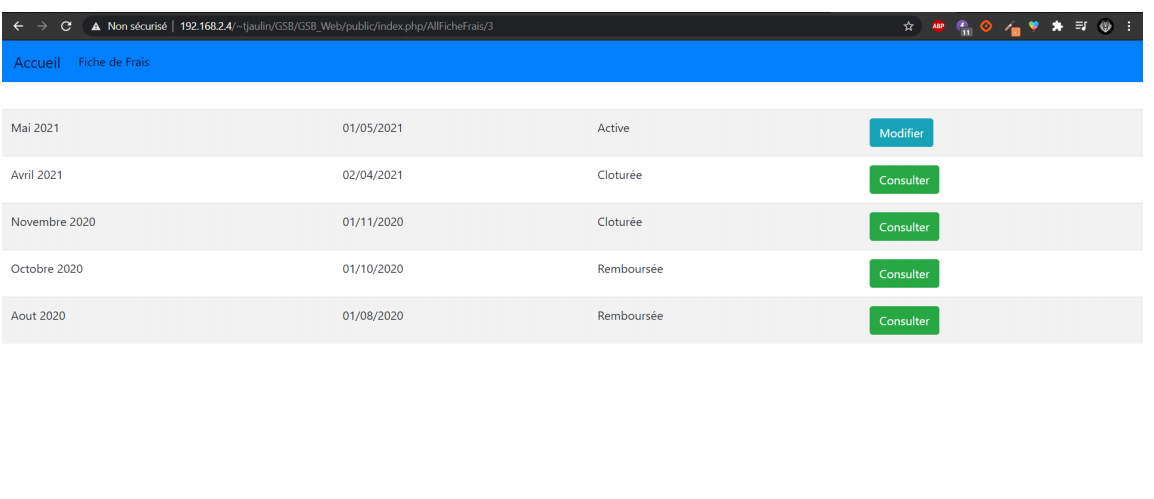 Non sécurisé | 192.168.2.4/~tjaulin/GSB/GSB_Web/public/index.php/AllFicheFrais/3
ABP
11
Accueil Fiche de Frais
Mai 2021 01/05/2021 Active Modifier
Avril 2021 02/04/2021 Cloturée Consulter
Novembre 2020 01/11/2020 Cloturée Consulter
Octobre 2020 01/10/2020 Remboursée Consulter
Aout 2020 01/08/2020 Remboursée Consulter